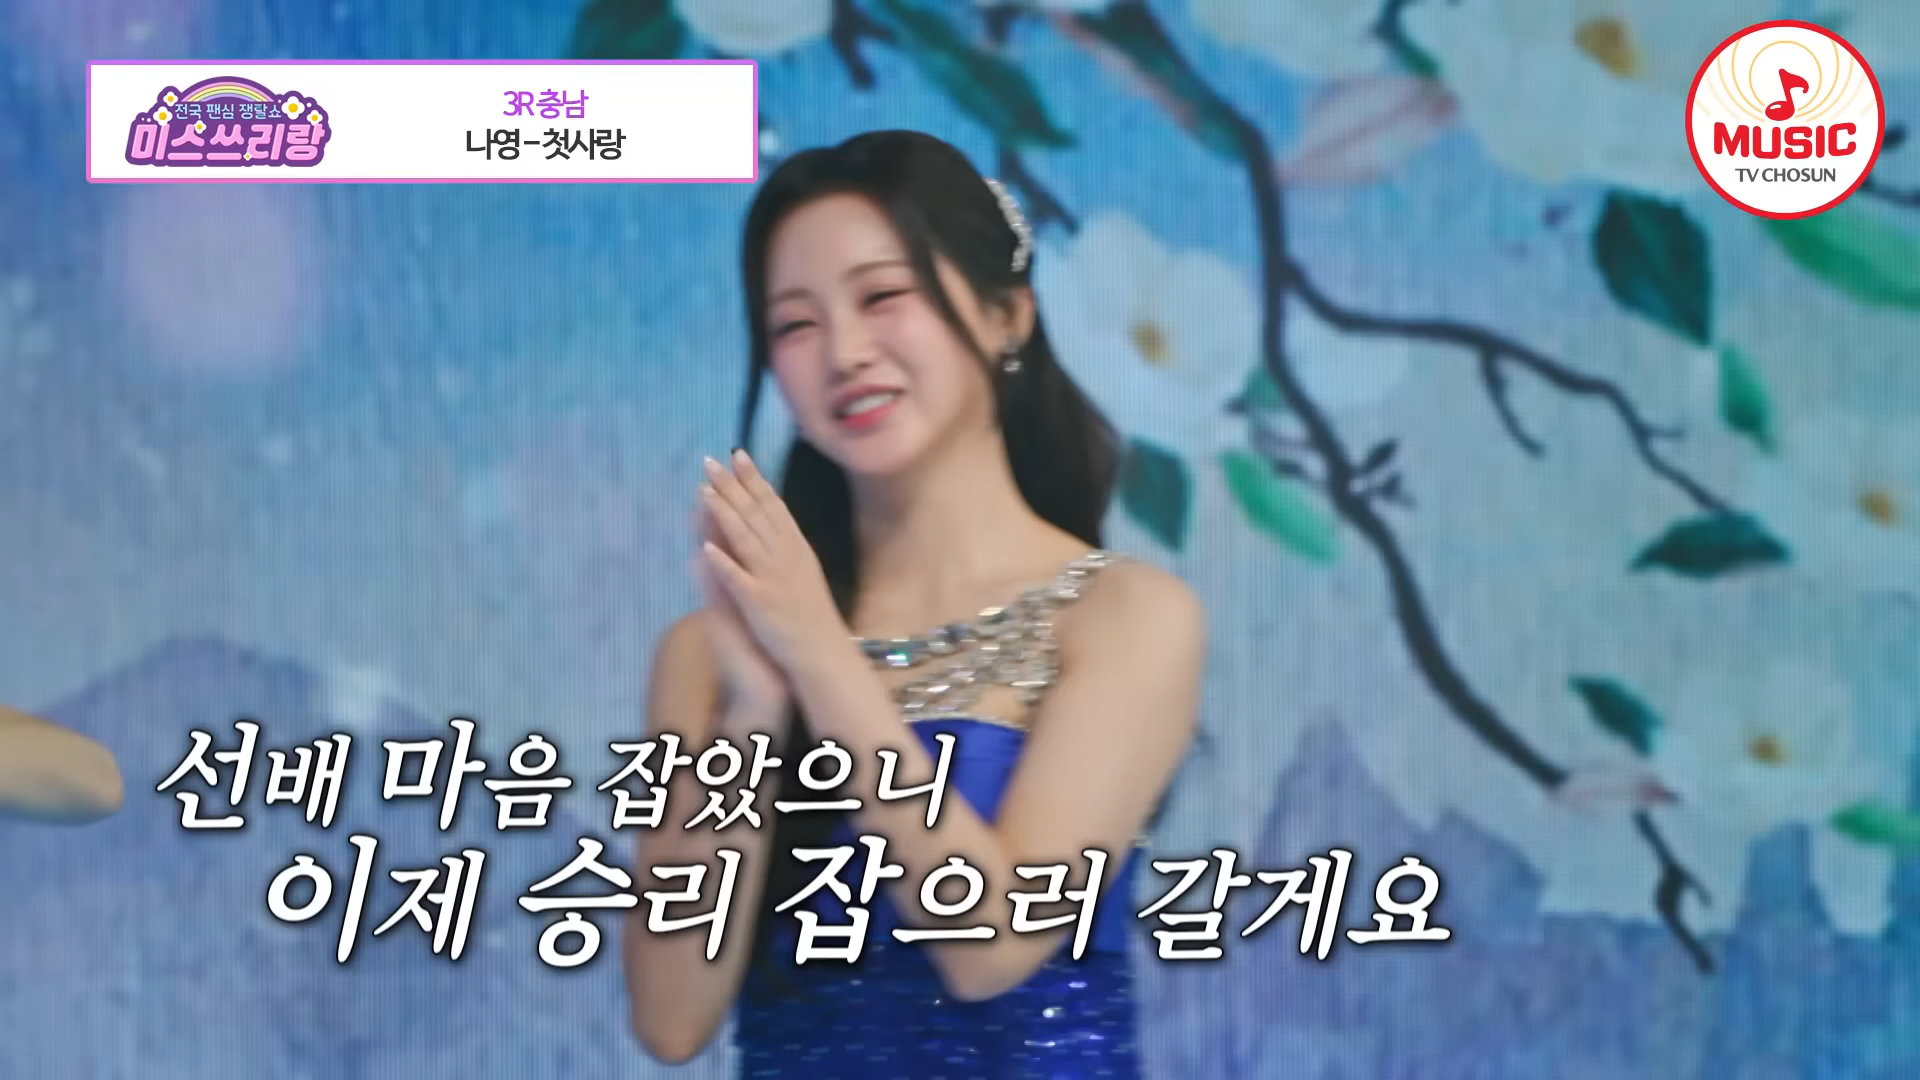 전국 팬심 쟁탈쇼
미스쓰리랑
3R 충남
나영 - 첫사랑
MUSIC
TV CHOSUN
선배 마음 잡았으니
이제 승리 잡으러 갈게요